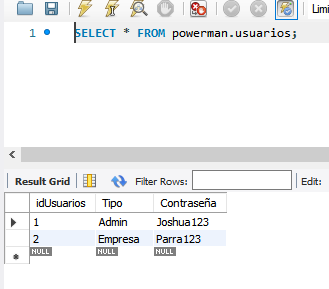 Limi
1 SELECT * FROM powerman.usuarios;
Result Grid Filter Rows: Edit:
idUsuarios Tipo Contraseña
1 Admin Joshua123
2 Empresa Parra123
NULL NULL NULL